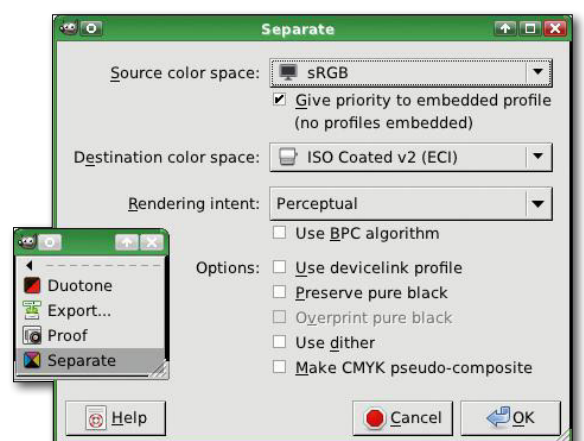 Separate
Source color space: sRGB
Give priority to embedded profile
(no profiles embedded)
Destination color space: ISO Coated v2 (ECI)
Rendering intent: Perceptual
Use BPC algorithm
Options: Use devicelink profile
Preserve pure black
Overprint pure black
Use dither
Make CMYK pseudo-composite
Help Cancel OK
Duotone
Export...
Proof
Separate